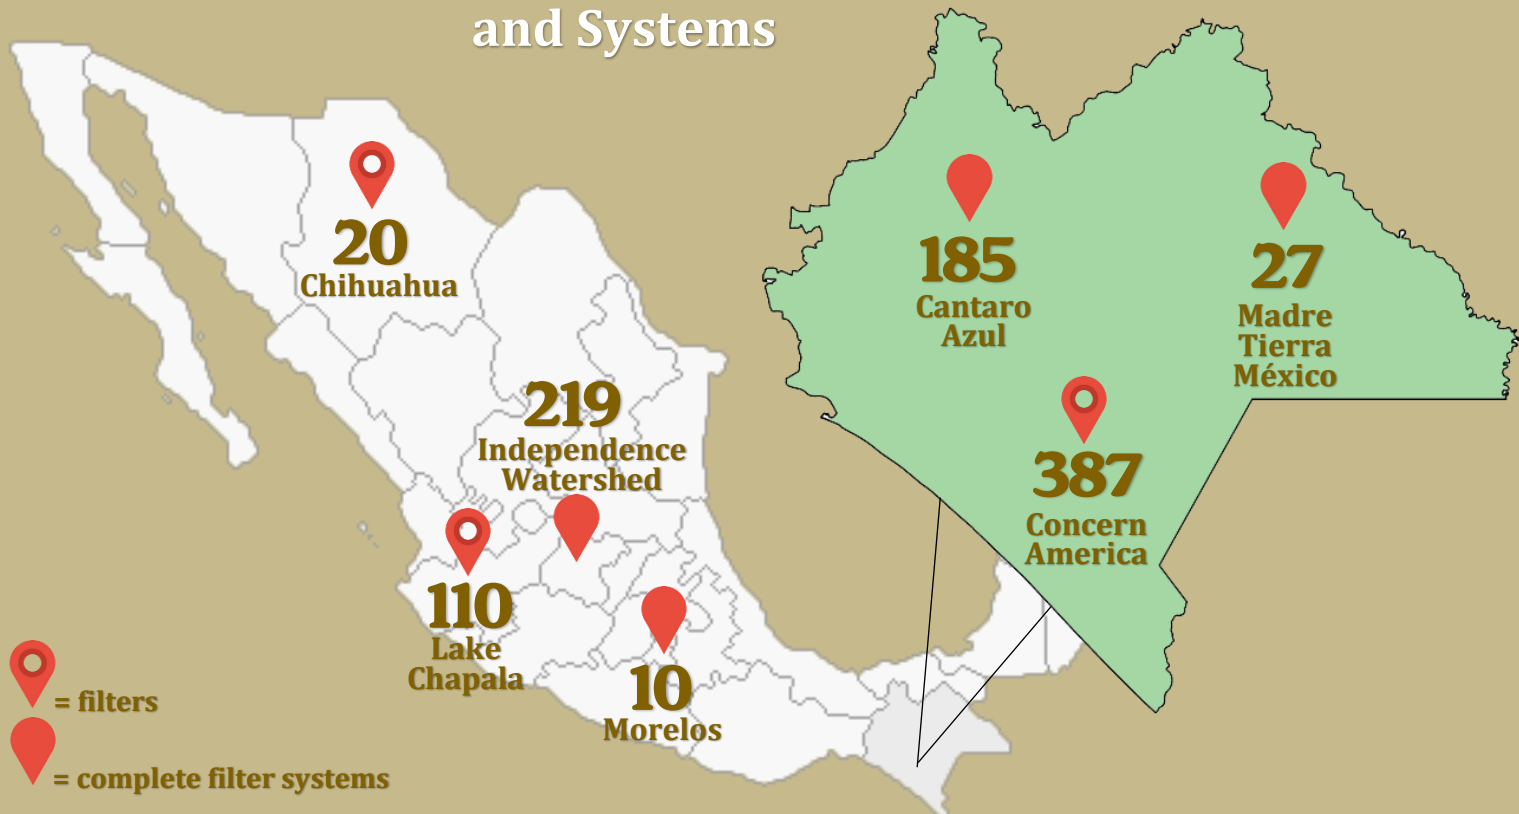 and Systems
20
Chihuahua
219
Independence
Watershed
110
Lake
Chapala
10
Morelos
185
Cantaro
Azul
27
Madre
Tierra
México
387
Concern
America
= filters
= complete filter systems